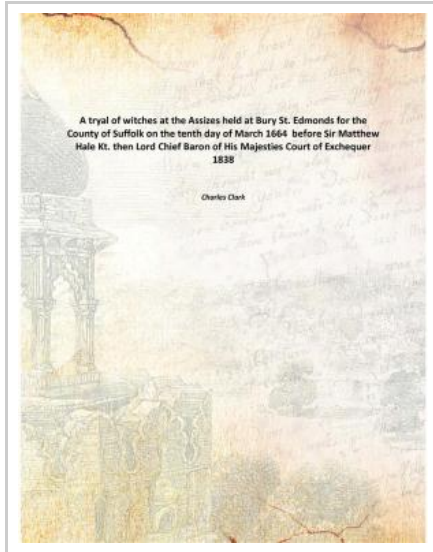 A tryal of witches at the Assizes held at Bury St. Edmonds for the
County of Suffolk on the tenth day of March 1664 before Sir Matthew
Hale Kt. then Lord Chief Baron of His Majesties Court of Exchequer
1838
Charles Clark